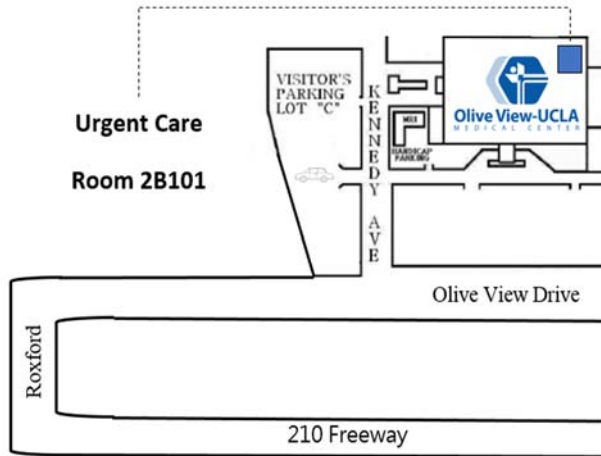 Urgent Care
Room 2B101
VISITOR'S
PARKING
LOT "C"
KENNEDY AVE
MRI
HANDICAP
PARKING
Olive View-UCLA
MEDICAL CENTER
Olive View Drive
Roxford
210 Freeway